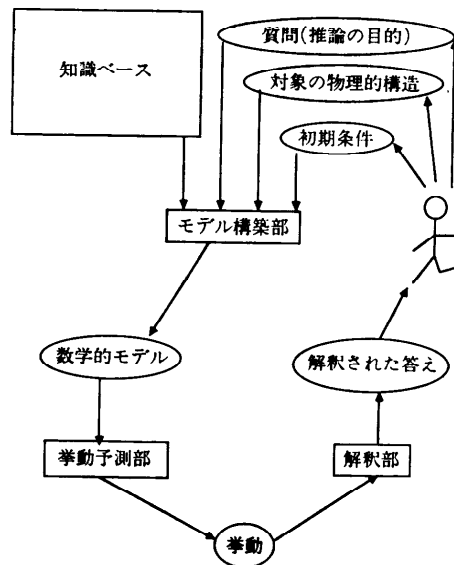 質問(推論の目的)
知識ベース
対象の物理的構造
初期条件
モデル構築部
数学的モデル
解釈された答え
挙動予測部
解釈部
挙動